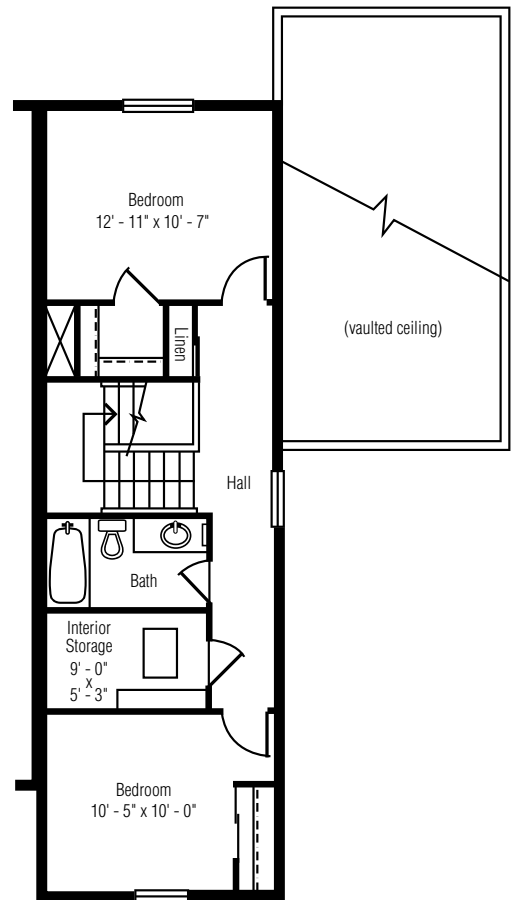 Bedroom
12' - 11" x 10' - 7"
(vaulted ceiling)
Linen
Hall
Bath
Interior
Storage
9' - 0"
x
5' - 3"
Bedroom
10' - 5" x 10' - 0"